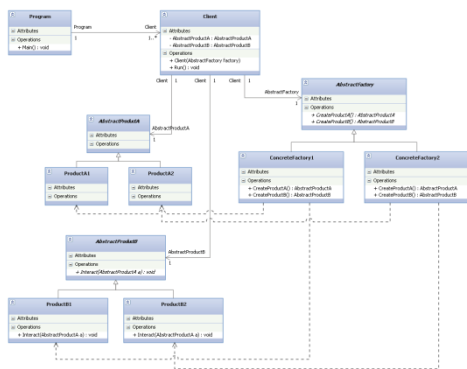 Program
Attributes
Operations
+ Main() : void
Program
1
Client
1..*
Client
Attributes
- AbstractProductA : AbstractProductA
- AbstractProductB : AbstractProductB
Operations
+ Client(AbstractFactory factory)
+ Run() : void
Client
1
Client
1
Client
1
AbstractFactory
1
AbstractFactory
Attributes
Operations
+ CreateProductA() : AbstractProductA
+ CreateProductB() : AbstractProductB
AbstractProductA
Attributes
Operations
AbstractProductA
1
ProductA1
Attributes
Operations
ProductA2
Attributes
Operations
ConcreteFactory1
Attributes
Operations
+ CreateProductA() : AbstractProductA
+ CreateProductB() : AbstractProductB
ConcreteFactory2
Attributes
Operations
+ CreateProductA() : AbstractProductA
+ CreateProductB() : AbstractProductB
AbstractProductB
Attributes
Operations
+ Interact(AbstractProductA a) : void
AbstractProductB
1
ProductB1
Attributes
Operations
+ Interact(AbstractProductA a) : void
ProductB2
Attributes
Operations
+ Interact(AbstractProductA a) : void